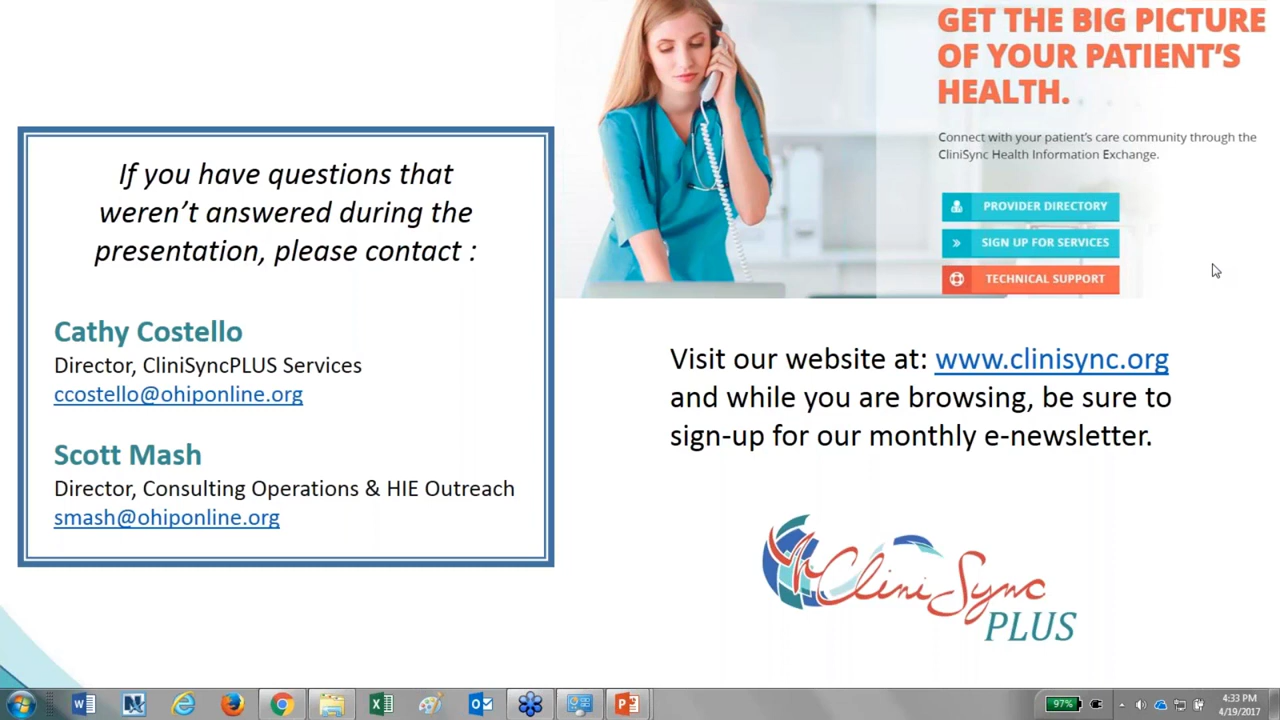 If you have questions that
weren't answered during the
presentation, please contact :
Cathy Costello
Director, CliniSyncPLUS Services
ccostello@ohiponline.org
Scott Mash
Director, Consulting Operations & HIE Outreach
smash@ohiponline.org
GET THE BIG PICTURE
OF YOUR PATIENT'S
HEALTH.
Connect with your patient's care community through the
CliniSync Health Information Exchange.
PROVIDER DIRECTORY
SIGN UP FOR SERVICES
TECHNICAL SUPPORT
Visit our website at: www.clinisync.org
and while you are browsing, be sure to
sign-up for our monthly e-newsletter.
CliniSync
PLUS
97%
4:33 PM
4/19/2017